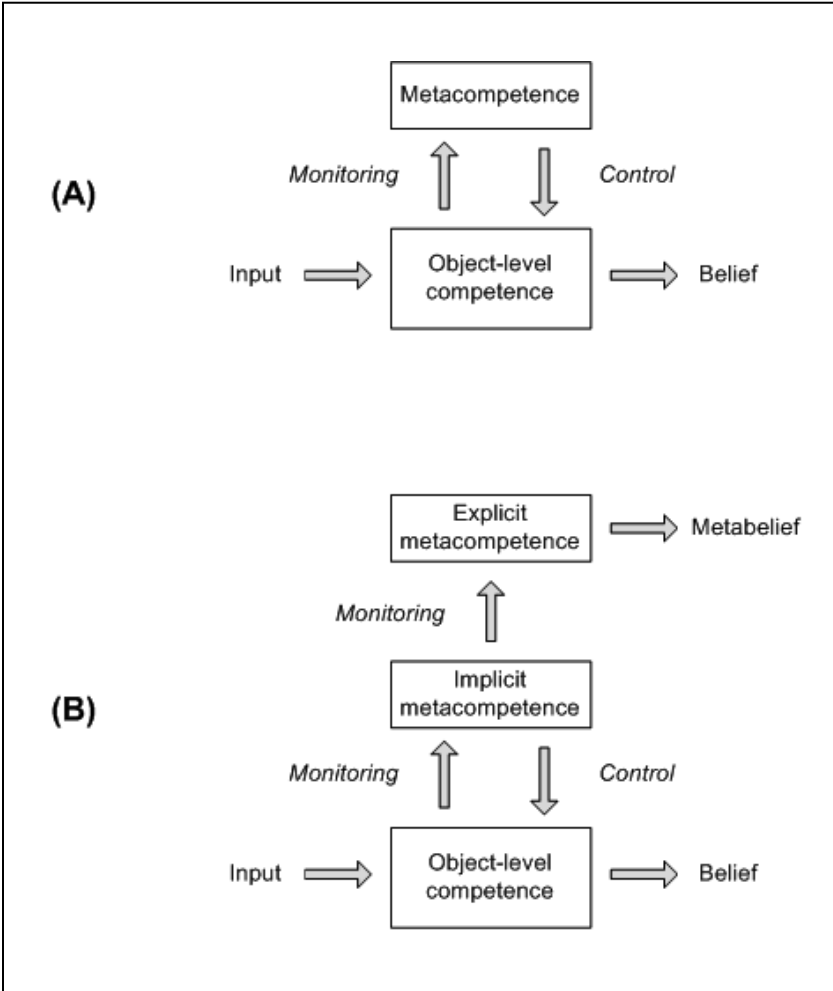 Metacompetence
Monitoring
Control
(A)
Input
Object-level
competence
Belief
Explicit
metacompetence
Metabelief
Monitoring
Implicit
metacompetence
(B)
Monitoring
Control
Input
Object-level
competence
Belief